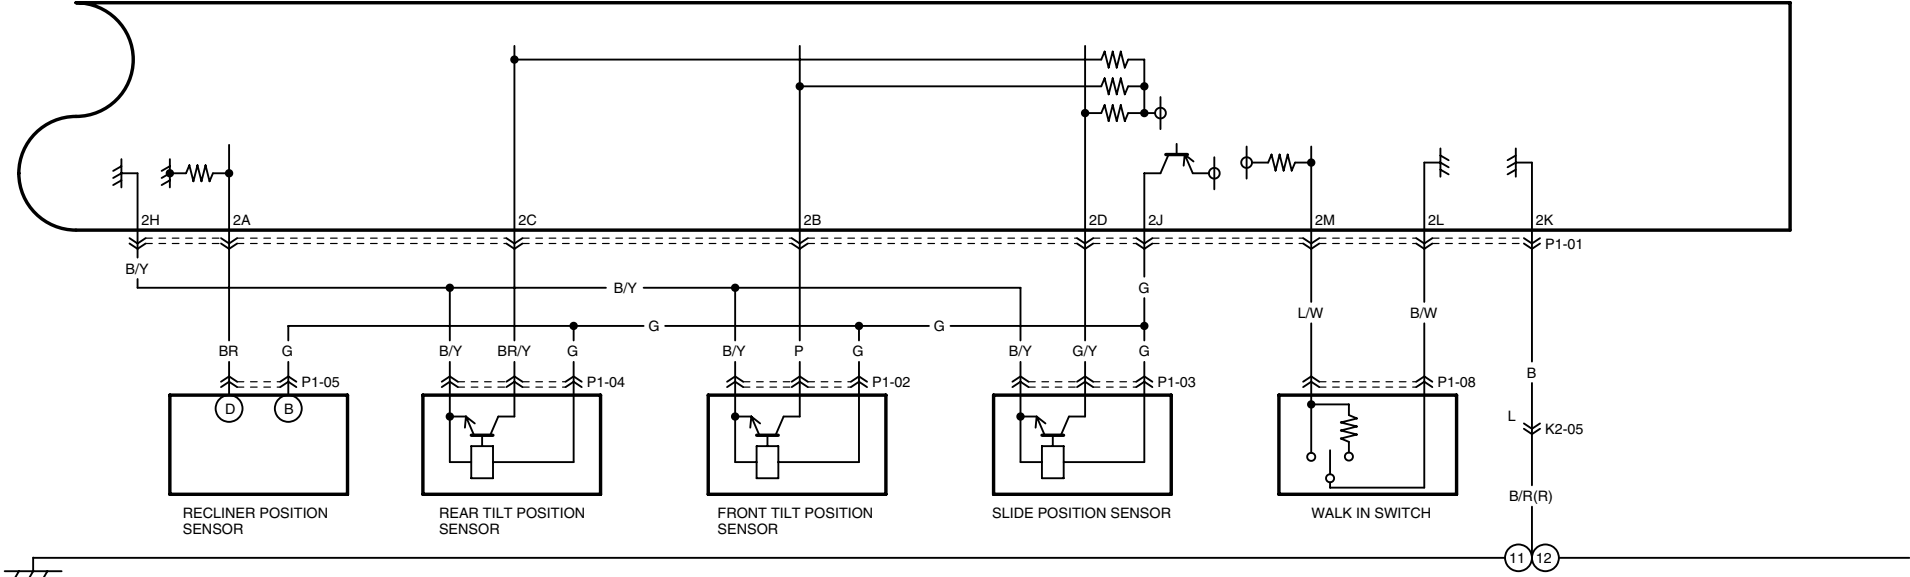 2H 2A 2C 2B 2D 2J 2M 2L 2K
P1-01
B/Y
B/Y G
L/W B/W
G G
BR G B/Y BR/Y G B/Y P G B/Y G/Y G
B
P1-05 P1-04 P1-02 P1-03 P1-08
D B
L
K2-05
B/R(R)
RECLINER POSITION
SENSOR
REAR TILT POSITION
SENSOR
FRONT TILT POSITION
SENSOR
SLIDE POSITION SENSOR
WALK IN SWITCH
11 12